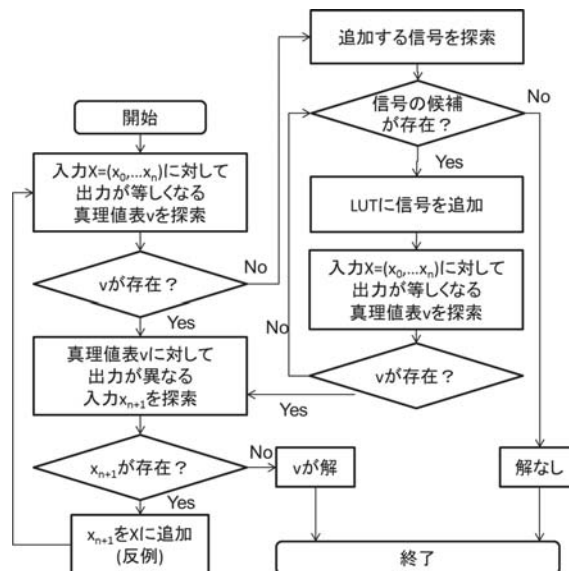 開始
入力X=(x0,...xn)に対して
出力が等しくなる
真理値表vを探索
vが存在？
No
Yes
真理値表vに対して
出力が異なる
入力xn+1を探索
xn+1が存在？
No
Yes
xn+1をXに追加
(反例)
vが解
追加する信号を探索
信号の候補
が存在？
No
Yes
LUTに信号を追加
入力X=(x0,...xn)に対して
出力が等しくなる
真理値表vを探索
No
vが存在？
Yes
解なし
終了